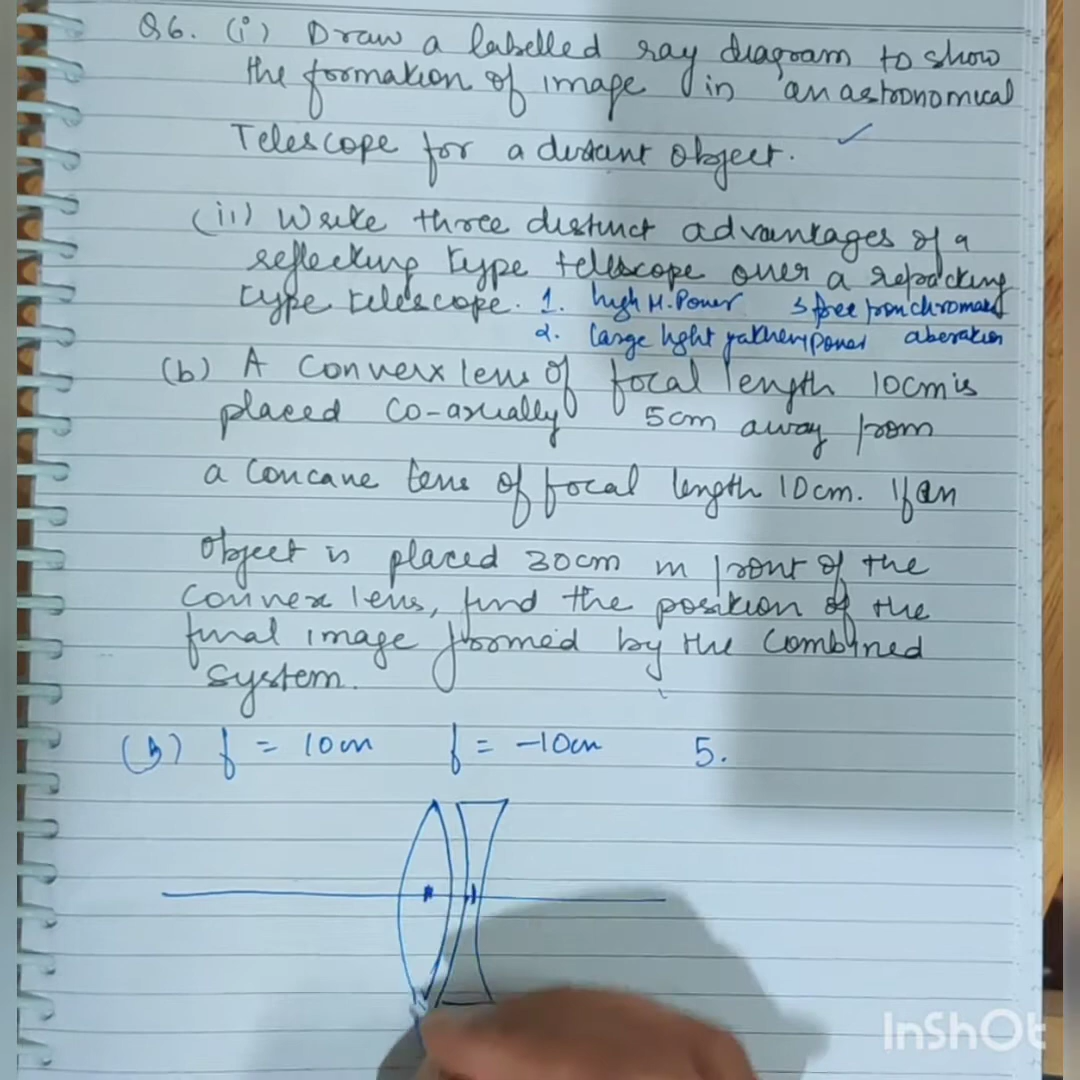 Q6. (i) Draw a labelled ray diagram to show
the formation of image in an astronomical
Telescope for a distant object.
(ii) Write three distinct advantages of a
reflecting type telescope over a refracting
type telescope. 1. high M. Power 3 free from chromatic
2. large light gathering power aberration
(b) A Convex lens of focal length 10cm is
placed co-axially 5cm away from
a Concave lens of focal length 10cm. If an
object is placed 30cm in front of the
Convex lens, find the position of the
final image formed by the Combined
System.
(b) f = 10cm f = -10cm 5.
InShOt